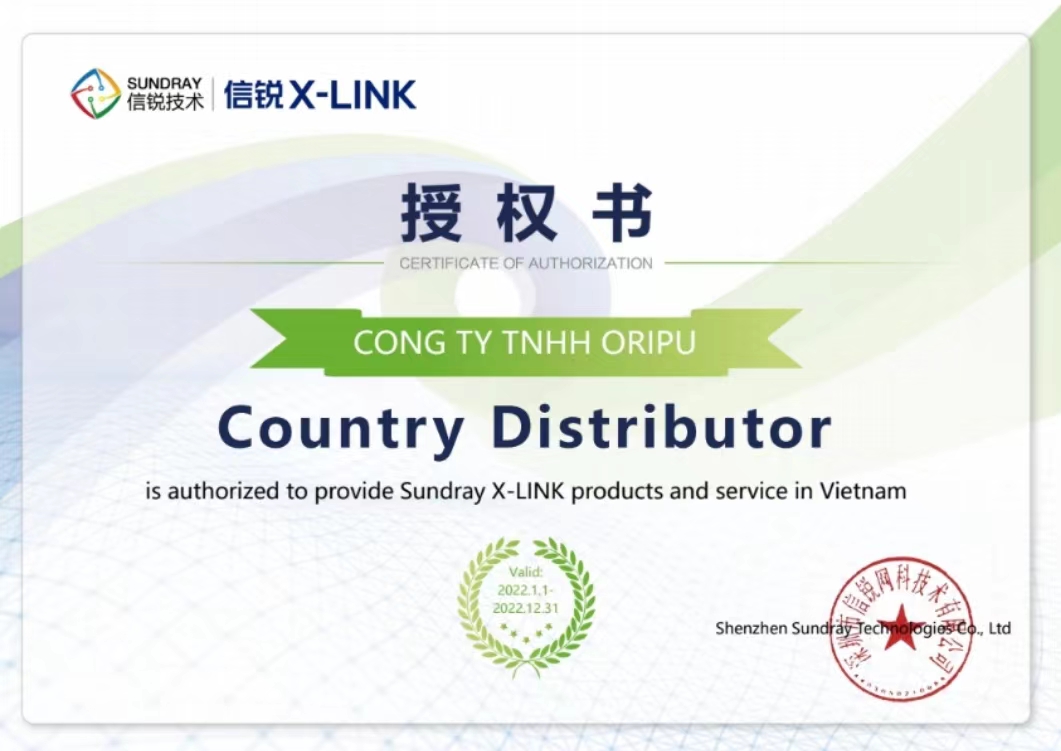 SUNDRAY
信锐技术
信锐X-LINK
授权书
CERTIFICATE OF AUTHORIZATION
CONG TY TNHH ORIPU
Country Distributor
is authorized to provide Sundray X-LINK products and service in Vietnam
Valid:
2022.1.1-
2022.12.31
Shenzhen Sundray Technologies Co., Ltd
深圳市信锐网科技术有限公司